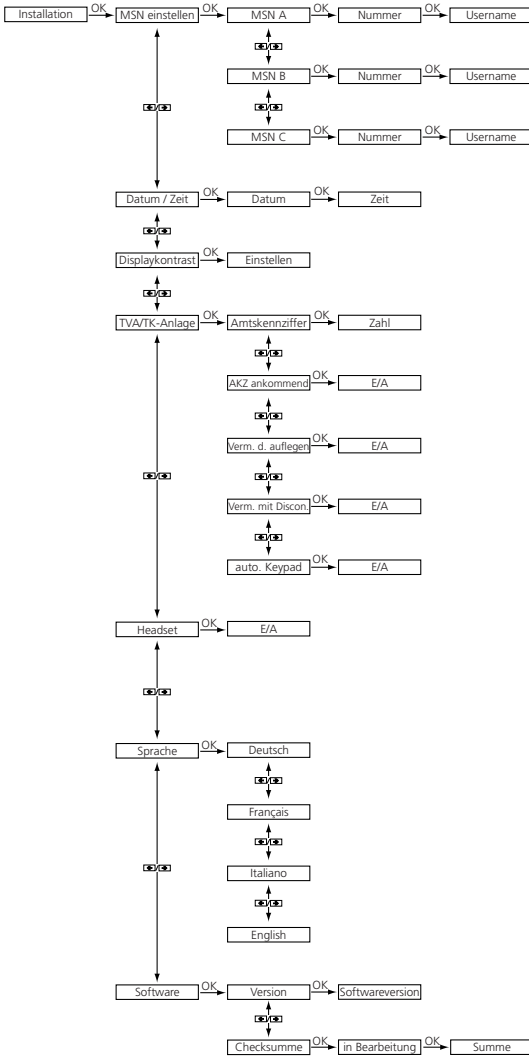 Installation OK MSN einstellen OK MSN A OK Nummer OK Username
MSN B OK Nummer OK Username
MSN C OK Nummer OK Username
Datum / Zeit OK Datum OK Zeit
Displaykontrast OK Einstellen
TVA/TK-Anlage OK Amtskennziffer OK Zahl
AKZ ankommend OK E/A
Verm. d. auflegen OK E/A
Verm. mit Discon. OK E/A
auto. Keypad OK E/A
Headset OK E/A
Sprache OK Deutsch
Français
Italiano
English
Software OK Version OK Softwareversion
Checksumme OK in Bearbeitung OK Summe